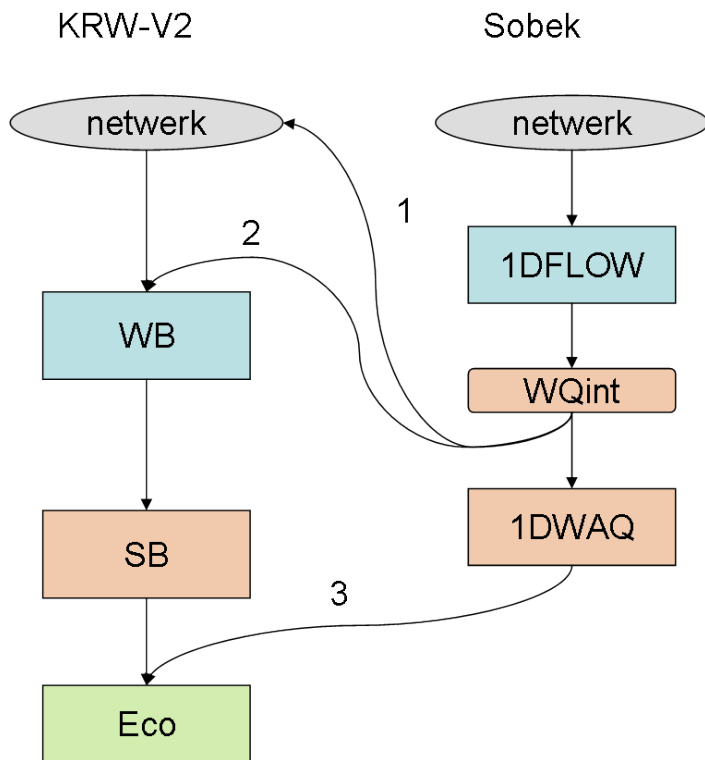 KRW-V2 Sobek
netwerk netwerk
1
2
1DFLOW
WB
WQint
1DWAQ
SB
3
Eco